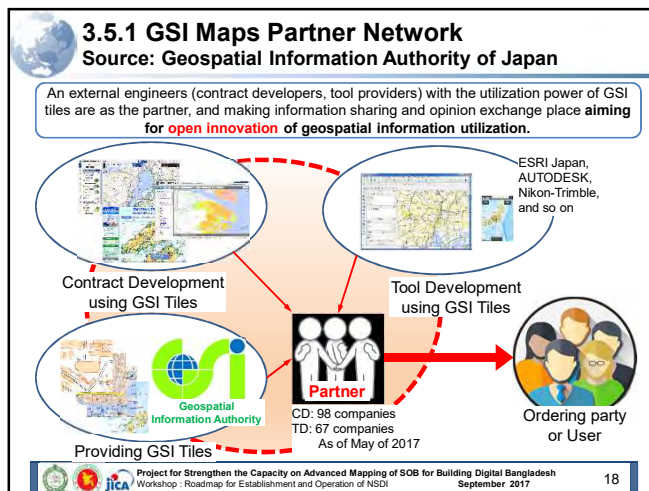 3.5.1 GSI Maps Partner Network
Source: Geospatial Information Authority of Japan
An external engineers (contract developers, tool providers) with the utilization power of GSI
tiles are as the partner, and making information sharing and opinion exchange place aiming
for open innovation of geospatial information utilization.
ESRI Japan,
AUTODESK,
Nikon-Trimble,
and so on
Contract Development
using GSI Tiles
Tool Development
using GSI Tiles
GSI
Geospatial
Information Authority
Providing GSI Tiles
Partner
CD: 98 companies
TD: 67 companies
As of May of 2017
Ordering party
or User
jica
Project for Strengthen the Capacity on Advanced Mapping of SOB for Building Digital Bangladesh
Workshop : Roadmap for Establishment and Operation of NSDI
September 2017
18